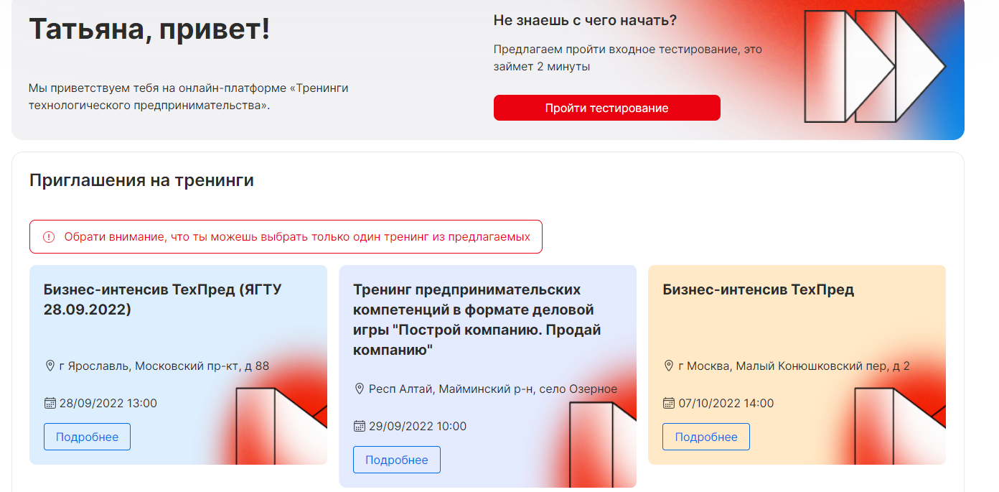 Татьяна, привет!
Мы приветствуем тебя на онлайн-платформе «Тренинги
технологического предпринимательства».
Не знаешь с чего начать?
Предлагаем пройти входное тестирование, это
займет 2 минуты
Пройти тестирование
Приглашения на тренинги
Обрати внимание, что ты можешь выбрать только один тренинг из предлагаемых
Бизнес-интенсив ТехПред (ЯГТУ
28.09.2022)
г Ярославль, Московский пр-кт, д 88
28/09/2022 13:00
Подробнее
Тренинг предпринимательских
компетенций в формате деловой
игры "Построй компанию. Продай
компанию"
Респ Алтай, Майминский р-н, село Озерное
29/09/2022 10:00
Подробнее
Бизнес-интенсив ТехПред
г Москва, Малый Конюшковский пер, д 2
07/10/2022 14:00
Подробнее